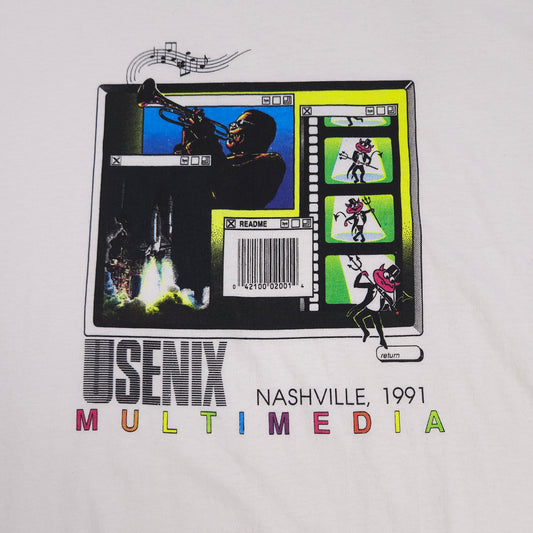 README
0 42100 02001 4
return
USENIX
NASHVILLE, 1991
MULTIMEDIA